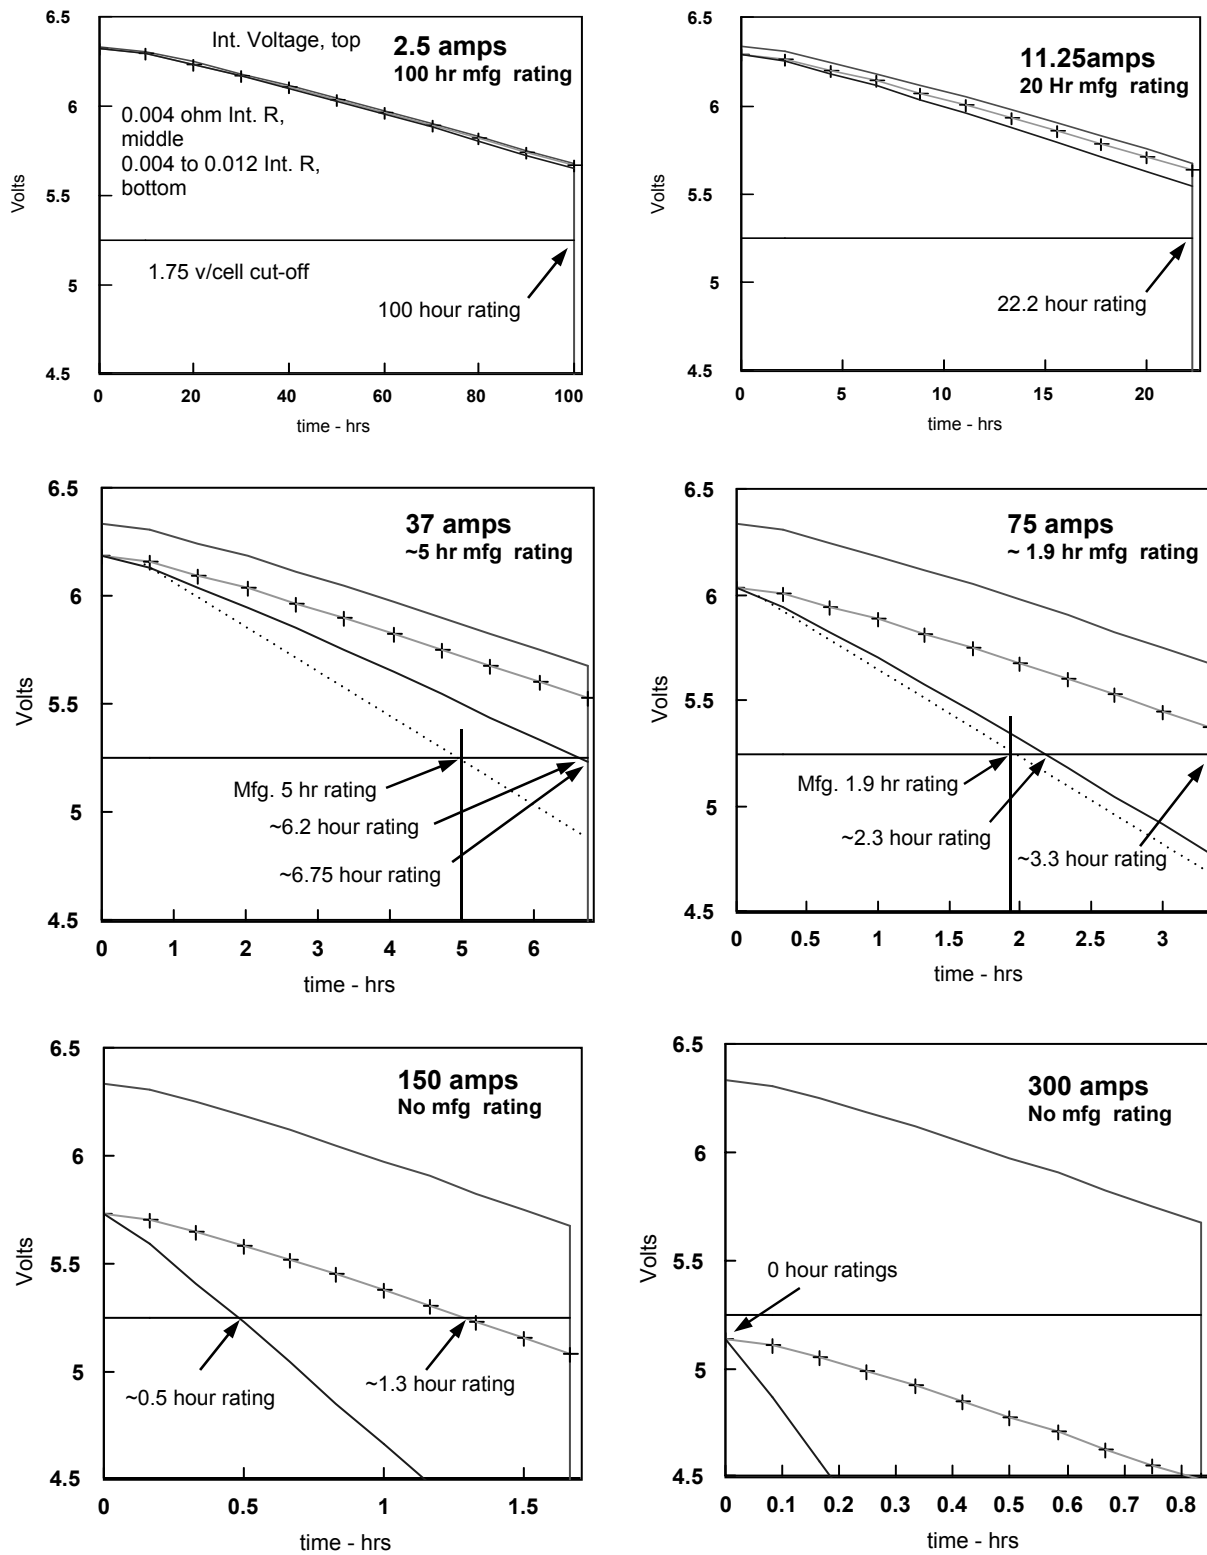 6.5
6
5.5
5
4.5
Volts
Int. Voltage, top
2.5 amps
100 hr mfg rating
0.004 ohm Int. R,
middle
0.004 to 0.012 Int. R,
bottom
1.75 v/cell cut-off
100 hour rating
0 20 40 60 80 100
time - hrs
6.5
6
5.5
5
4.5
Volts
11.25amps
20 Hr mfg rating
22.2 hour rating
0 5 10 15 20
time - hrs
6.5
6
5.5
5
4.5
Volts
37 amps
~5 hr mfg rating
Mfg. 5 hr rating
~6.2 hour rating
~6.75 hour rating
0 1 2 3 4 5 6
time - hrs
6.5
6
5.5
5
4.5
Volts
75 amps
~ 1.9 hr mfg rating
Mfg. 1.9 hr rating
~2.3 hour rating
~3.3 hour rating
0 0.5 1 1.5 2 2.5 3
time - hrs
6.5
6
5.5
5
4.5
Volts
150 amps
No mfg rating
~0.5 hour rating
~1.3 hour rating
0 0.5 1 1.5
time - hrs
6.5
6
5.5
5
4.5
Volts
300 amps
No mfg rating
0 hour ratings
0 0.1 0.2 0.3 0.4 0.5 0.6 0.7 0.8
time - hrs